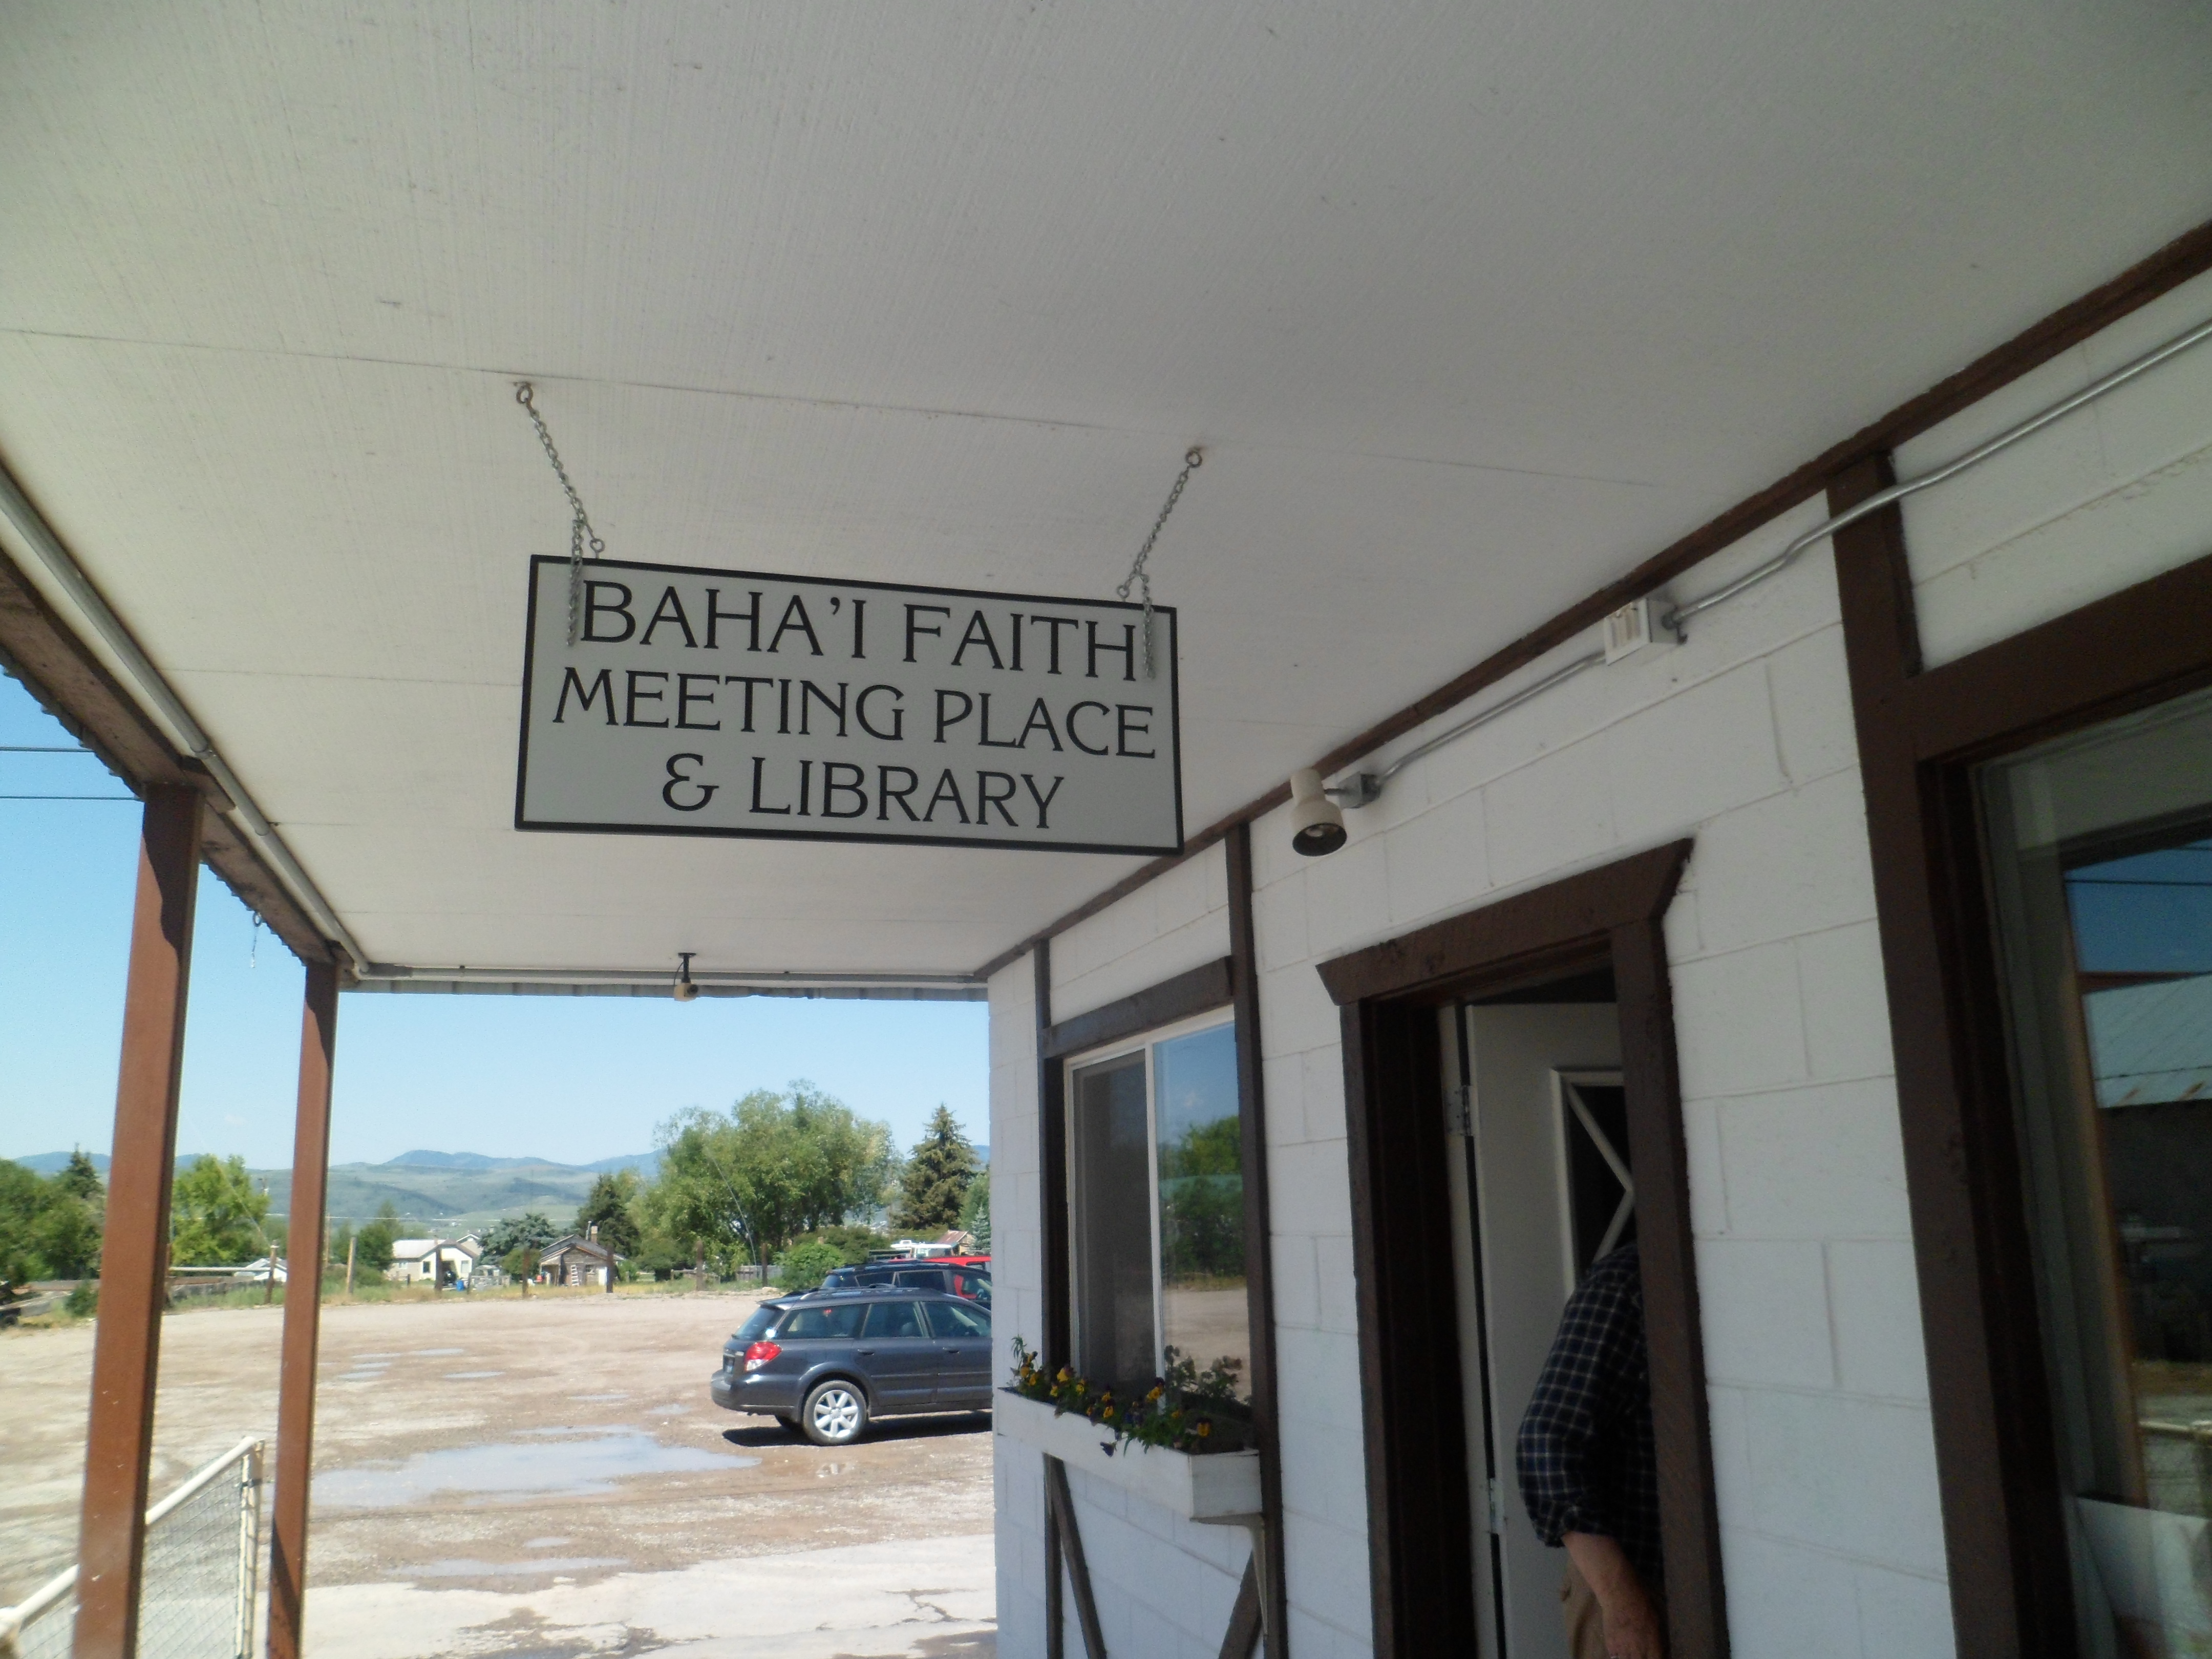 BAHA'I FAITH
MEETING PLACE
& LIBRARY